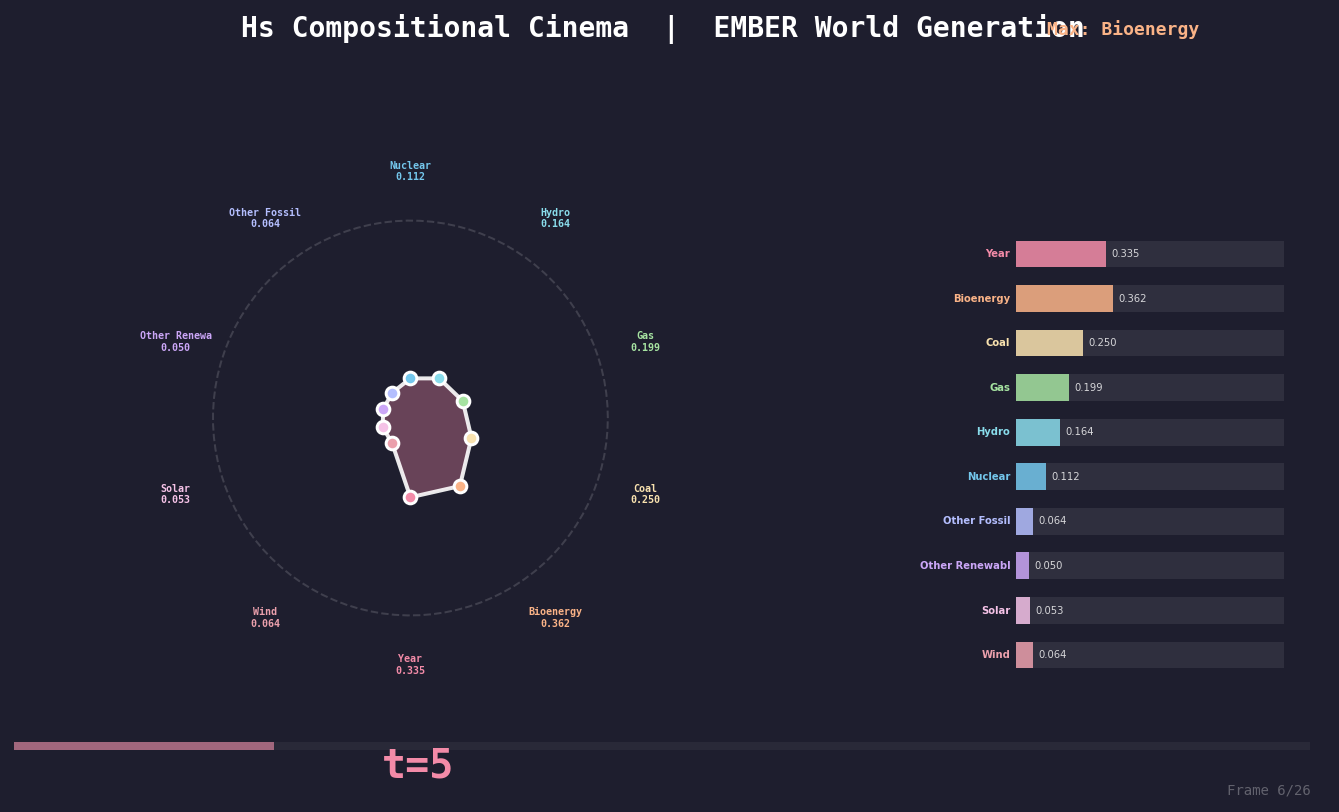 Hs Compositional Cinema | EMBER World Generation
Max: Bioenergy
Nuclear
0.112
Other Fossil
0.064
Hydro
0.164
Other Renewa
0.050
Gas
0.199
Solar
0.053
Coal
0.250
Wind
0.064
Bioenergy
0.362
Year
0.335
Year 0.335
Bioenergy 0.362
Coal 0.250
Gas 0.199
Hydro 0.164
Nuclear 0.112
Other Fossil 0.064
Other Renewabl 0.050
Solar 0.053
Wind 0.064
t=5
Frame 6/26